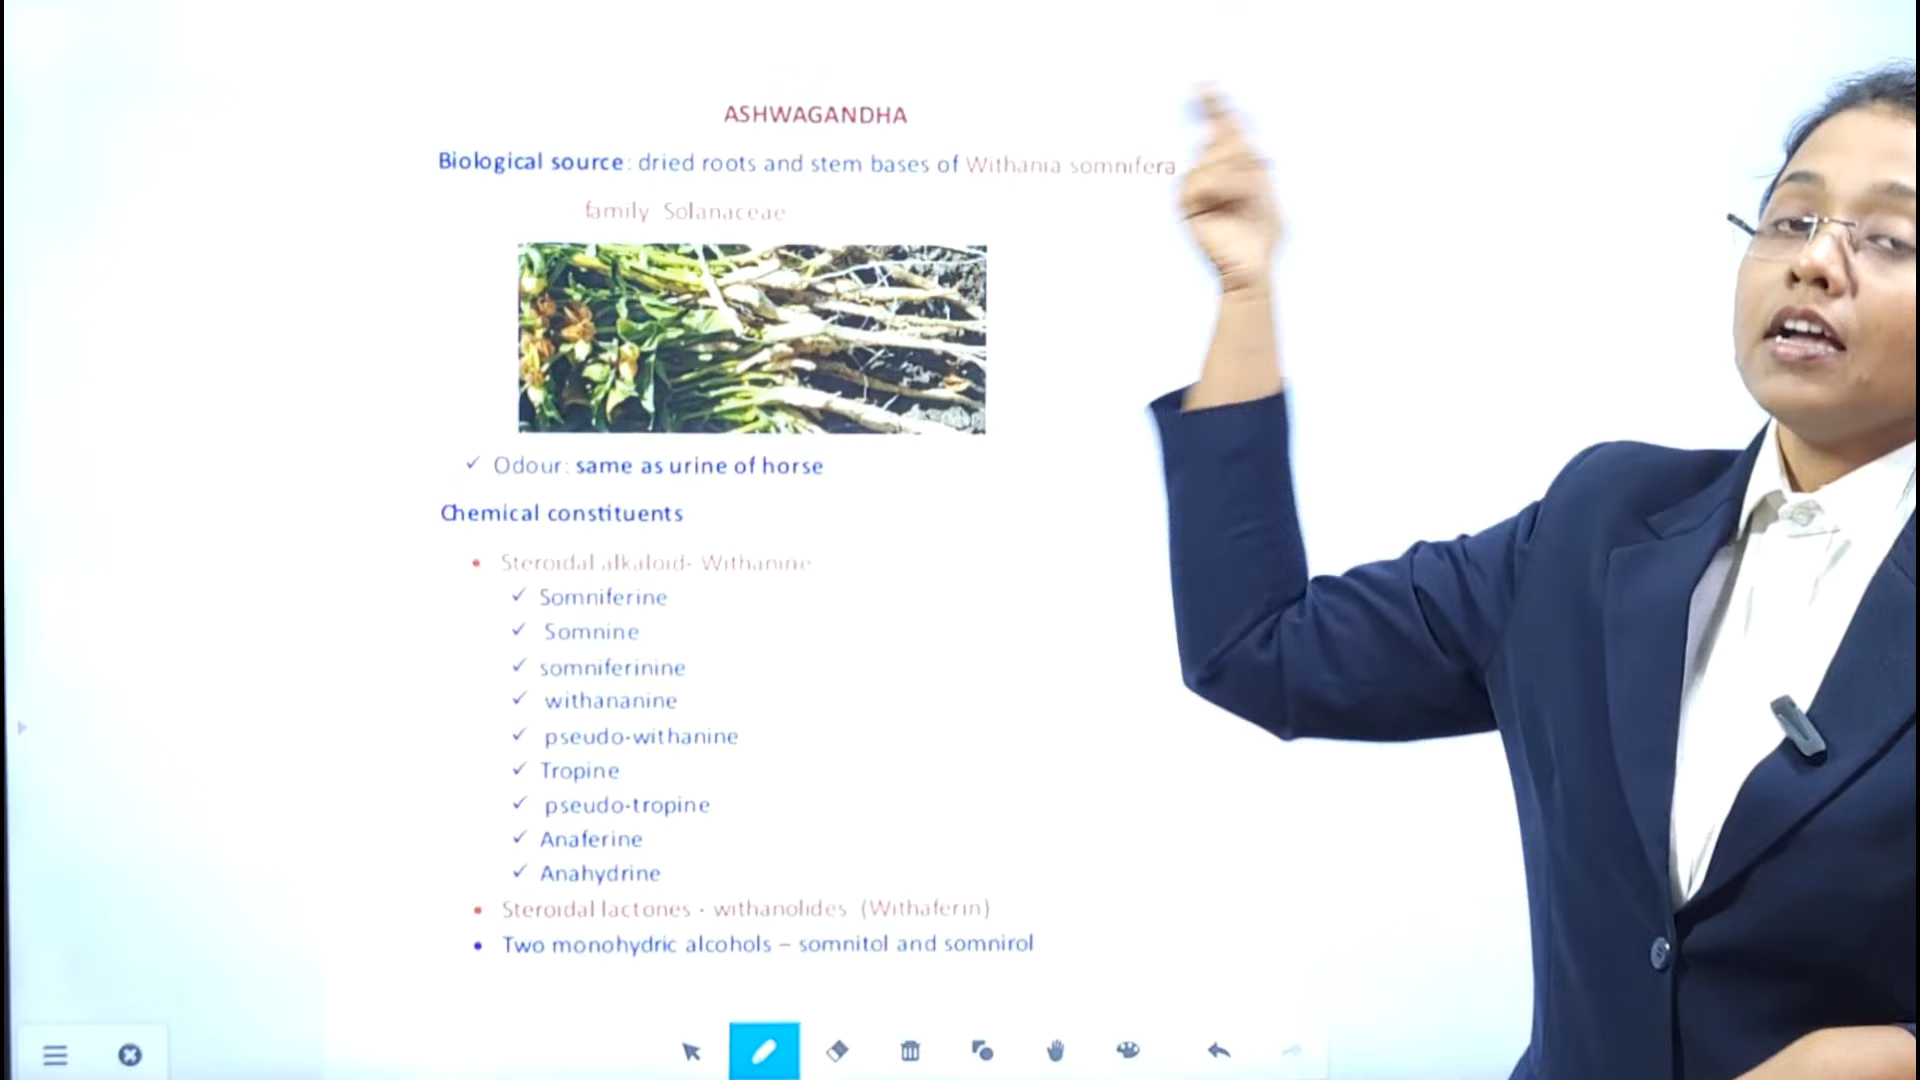 ASHWAGANDHA
Biological source: dried roots and stem bases of Withania somnifera
family Solanaceae
✓ Odour: same as urine of horse
Chemical constituents
• Steroidal alkaloid- Withanine
✓ Somniferine
✓ Somnine
✓ somniferinine
✓ withananine
✓ pseudo-withanine
✓ Tropine
✓ pseudo-tropine
✓ Anaferine
✓ Anahydrine
• Steroidal lactones - withanolides (Withaferin)
• Two monohydric alcohols – somnitol and somnirol